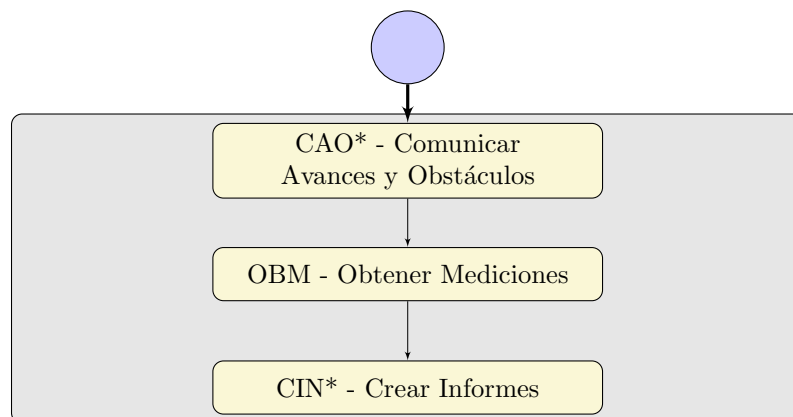 CAO* - Comunicar
Avances y Obstáculos
OBM - Obtener Mediciones
CIN* - Crear Informes